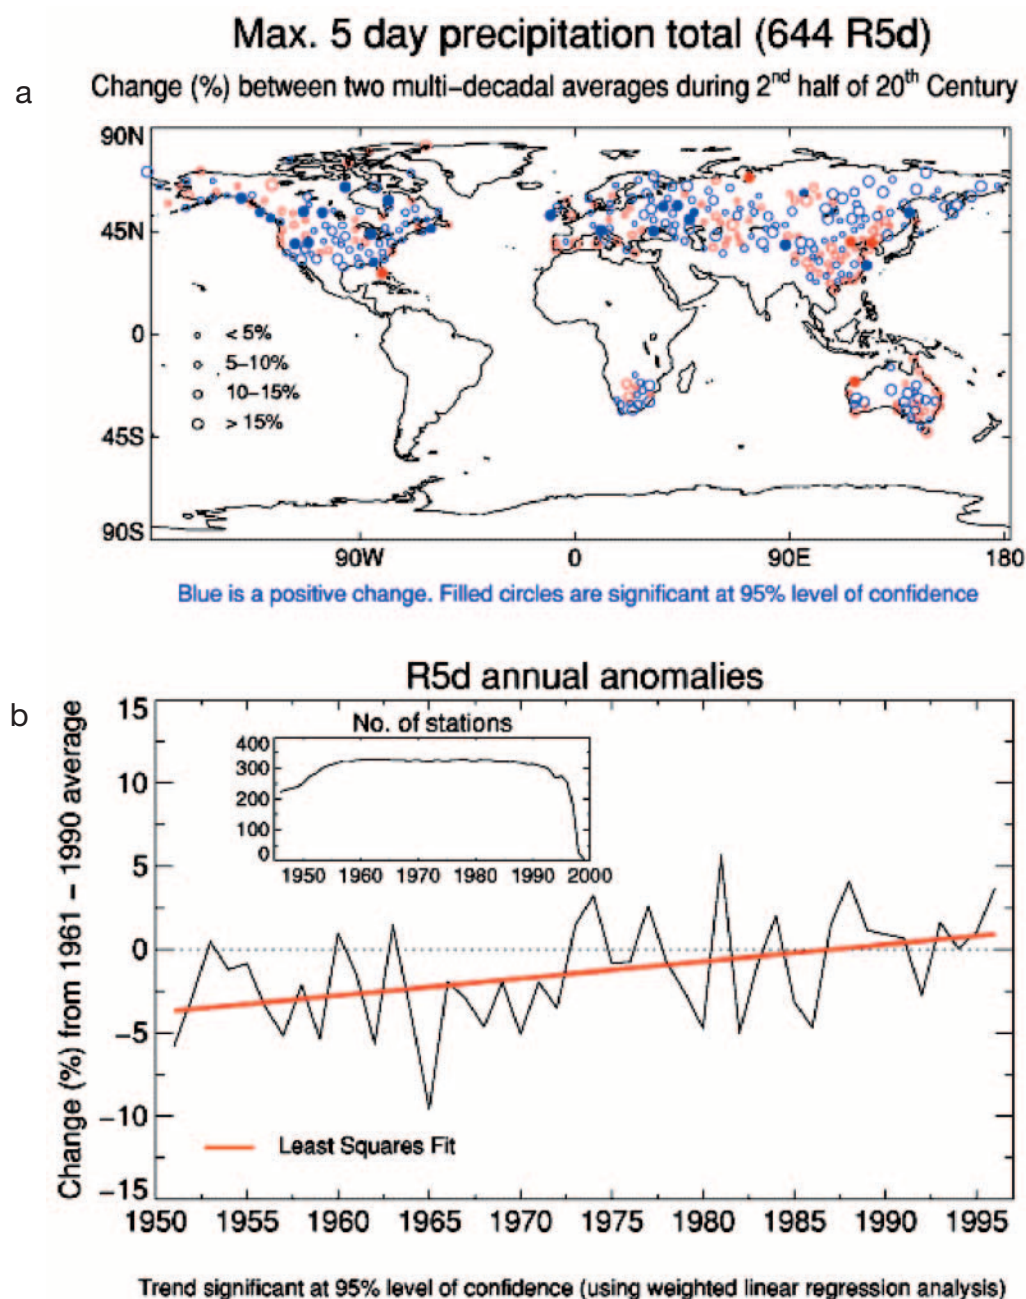 Max. 5 day precipitation total (644 R5d)
a
Change (%) between two multi-decadal averages during 2nd half of 20th Century
90N
45N
0
45S
90S
< 5%
5-10%
10-15%
> 15%
90W 0 90E 180
Blue is a positive change. Filled circles are significant at 95% level of confidence
R5d annual anomalies
b
Change (%) from 1961 - 1990 average
15
10
5
0
-5
-10
-15
No. of stations
400
300
200
100
0
1950 1960 1970 1980 1990 2000
Least Squares Fit
1950 1955 1960 1965 1970 1975 1980 1985 1990 1995
Trend significant at 95% level of confidence (using weighted linear regression analysis)